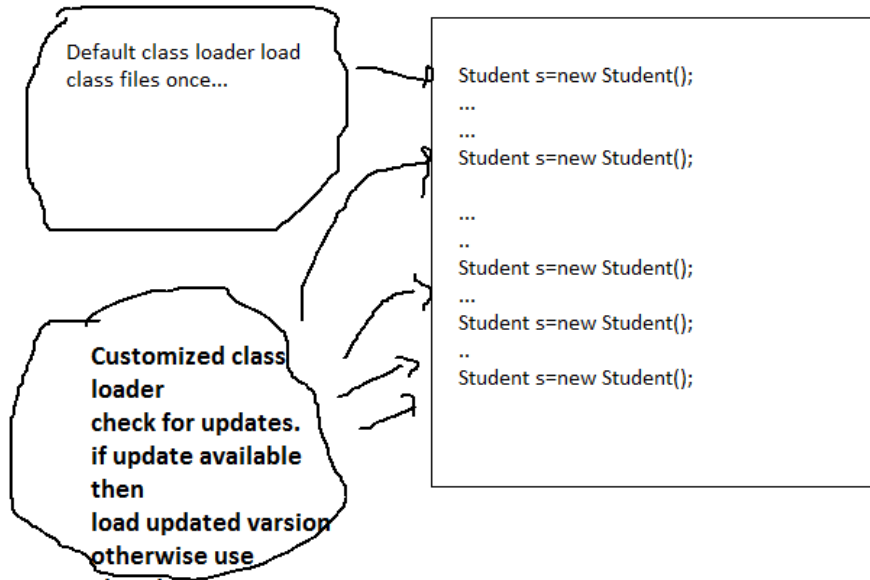 Default class loader load
class files once...
Customized class
loader
check for updates.
if update available
then
load updated varsion
otherwise use
Student s=new Student();
...
...
Student s=new Student();
...
..
Student s=new Student();
...
Student s=new Student();
..
Student s=new Student();